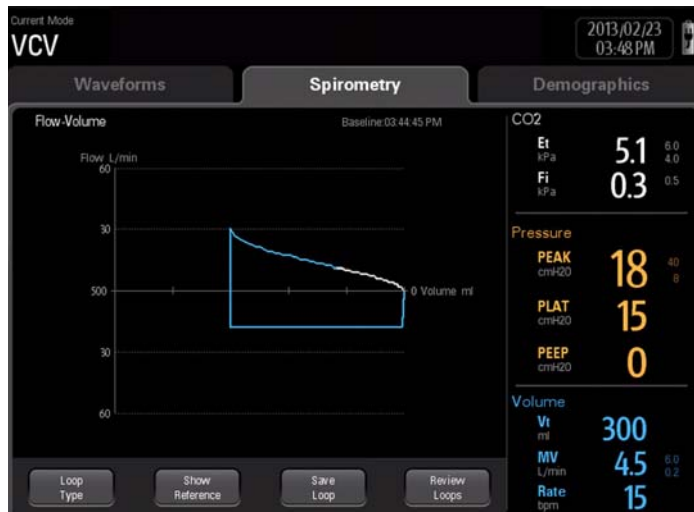 Current Mode
VCV
2013/02/23
03:48 PM
Waveforms
Spirometry
Demographics
Flow-Volume
Baseline:03:44:45 PM
Flow L/min
60
30
500
0 Volume ml
30
60
CO2
Et
kPa
5.1
6.0
4.0
Fi
kPa
0.3
0.5
Pressure
PEAK
cmH2O
18
40
8
PLAT
cmH2O
15
PEEP
cmH2O
0
Volume
Vt
ml
300
MV
L/min
4.5
6.0
0.2
Rate
bpm
15
Loop
Type
Show
Reference
Save
Loop
Review
Loops